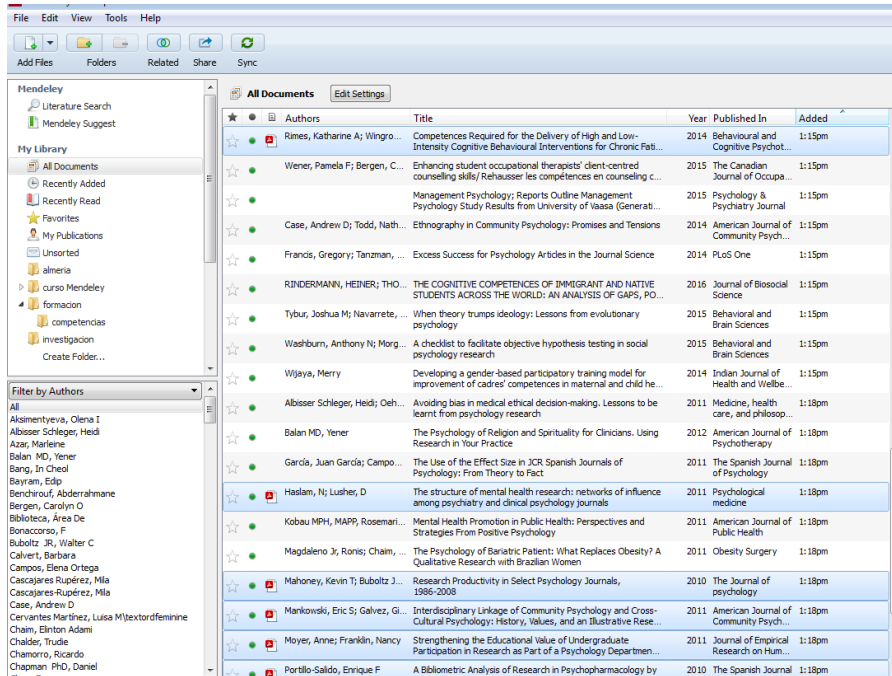 File Edit View Tools Help
Add Files Folders Related Share Sync
Mendeley
Literature Search
Mendeley Suggest
My Library
All Documents
Recently Added
Recently Read
Favorites
My Publications
Unsorted
almeria
curso Mendeley
formacion
competencias
investigacion
Create Folder...
Filter by Authors
All
Aksimentyeva, Olena I
Albisser Schleger, Heidi
Azar, Marleine
Balan MD, Yener
Bang, In Cheol
Bayram, Edip
Benchirouf, Abderrahmane
Bergen, Carolyn O
Biblioteca, Área De
Bonaccorso, F
Buboltz JR, Walter C
Calvert, Barbara
Campos, Elena Ortega
Cascajares Rupérez, Mila
Cascajares-Rupérez, Mila
Case, Andrew D
Cervantes Martínez, Luisa M\textordfeminine
Chaim, Elinton Adami
Chalder, Trudie
Chamorro, Ricardo
Chapman PhD, Daniel
All Documents Edit Settings
Authors Title Year Published In Added
Rimes, Katharine A; Wingro... Competences Required for the Delivery of High and Low- 2014 Behavioural and 1:15pm
Intensity Cognitive Behavioural Interventions for Chronic Fati... Cognitive Psychot...
Wener, Pamela F; Bergen, C... Enhancing student occupational therapists' client-centred 2015 The Canadian 1:15pm
counselling skills/ Rehausser les compétences en counseling c... Journal of Occupa...
Management Psychology; Reports Outline Management 2015 Psychology & 1:15pm
Psychology Study Results from University of Vaasa (Generati... Psychiatry Journal
Case, Andrew D; Todd, Nath... Ethnography in Community Psychology: Promises and Tensions 2014 American Journal of 1:15pm
Community Psych...
Francis, Gregory; Tanzman, ... Excess Success for Psychology Articles in the Journal Science 2014 PLoS One 1:15pm
RINDERMANN, HEINER; THO... THE COGNITIVE COMPETENCES OF IMMIGRANT AND NATIVE 2016 Journal of Biosocial 1:15pm
STUDENTS ACROSS THE WORLD: AN ANALYSIS OF GAPS, PO... Science
Tybur, Joshua M; Navarrete, ... When theory trumps ideology: Lessons from evolutionary 2015 Behavioral and 1:15pm
psychology Brain Sciences
Washburn, Anthony N; Morg... A checklist to facilitate objective hypothesis testing in social 2015 Behavioral and 1:15pm
psychology research Brain Sciences
Wijaya, Merry Developing a gender-based participatory training model for 2014 Indian Journal of 1:15pm
improvement of cadres' competences in maternal and child he... Health and Wellbe...
Albisser Schleger, Heidi; Oeh... Avoiding bias in medical ethical decision-making. Lessons to be 2011 Medicine, health 1:18pm
learnt from psychology research care, and philosop...
Balan MD, Yener The Psychology of Religion and Spirituality for Clinicians. Using 2012 American Journal of 1:18pm
Research in Your Practice Psychotherapy
García, Juan García; Campo... The Use of the Effect Size in JCR Spanish Journals of 2011 The Spanish Journal 1:18pm
Psychology: From Theory to Fact of Psychology
Haslam, N; Lusher, D The structure of mental health research: networks of influence 2011 Psychological 1:18pm
among psychiatry and clinical psychology journals medicine
Kobau MPH, MAPP, Rosemari... Mental Health Promotion in Public Health: Perspectives and 2011 American Journal of 1:18pm
Strategies From Positive Psychology Public Health
Magdaleno Jr, Ronis; Chaim, ... The Psychology of Bariatric Patient: What Replaces Obesity? A 2011 Obesity Surgery 1:18pm
Qualitative Research with Brazilian Women
Mahoney, Kevin T; Buboltz J... Research Productivity in Select Psychology Journals, 2010 The Journal of 1:18pm
1986-2008 psychology
Mankowski, Eric S; Galvez, Gi... Interdisciplinary Linkage of Community Psychology and Cross- 2011 American Journal of 1:18pm
Cultural Psychology: History, Values, and an Illustrative Rese... Community Psych...
Moyer, Anne; Franklin, Nancy Strengthening the Educational Value of Undergraduate 2011 Journal of Empirical 1:18pm
Participation in Research as Part of a Psychology Departmen... Research on Hum...
Portillo-Salido, Enrique F A Bibliometric Analysis of Research in Psychopharmacology by 2010 The Spanish Journal 1:18pm